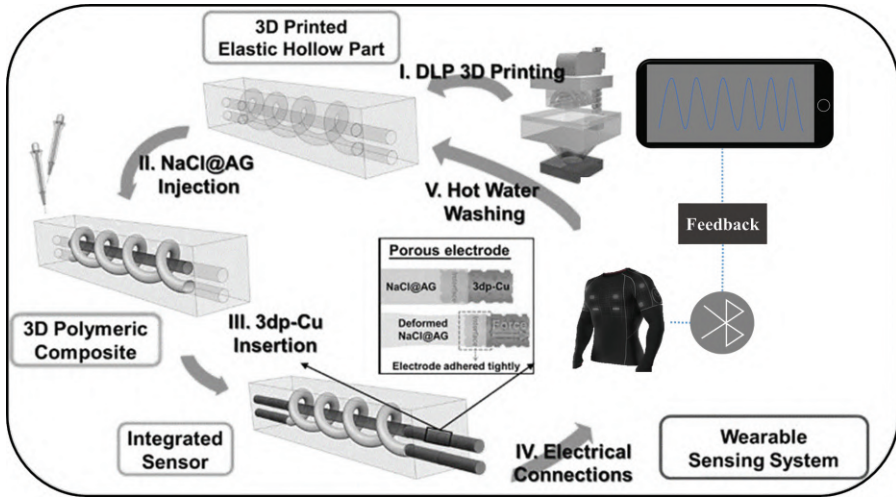 3D Printed
Elastic Hollow Part
I. DLP 3D Printing
II. NaCl@AG
Injection
V. Hot Water
Washing
Feedback
Porous electrode
NaCl@AG
Interface
3dp-Cu
Deformed
NaCl@AG
Interface
Force
Electrode adhered tightly
3D Polymeric
Composite
III. 3dp-Cu
Insertion
Integrated
Sensor
IV. Electrical
Connections
Wearable
Sensing System